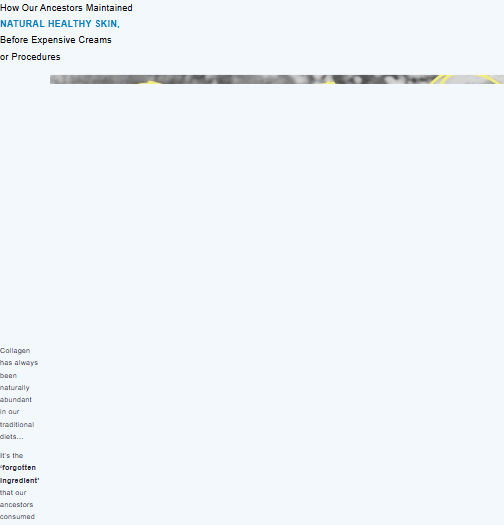 How Our Ancestors Maintained
NATURAL HEALTHY SKIN,
Before Expensive Creams
or Procedures
Collagen
has always
been
naturally
abundant
in our
traditional
diets...
It's the
'forgotten
ingredient'
that our
ancestors
consumed